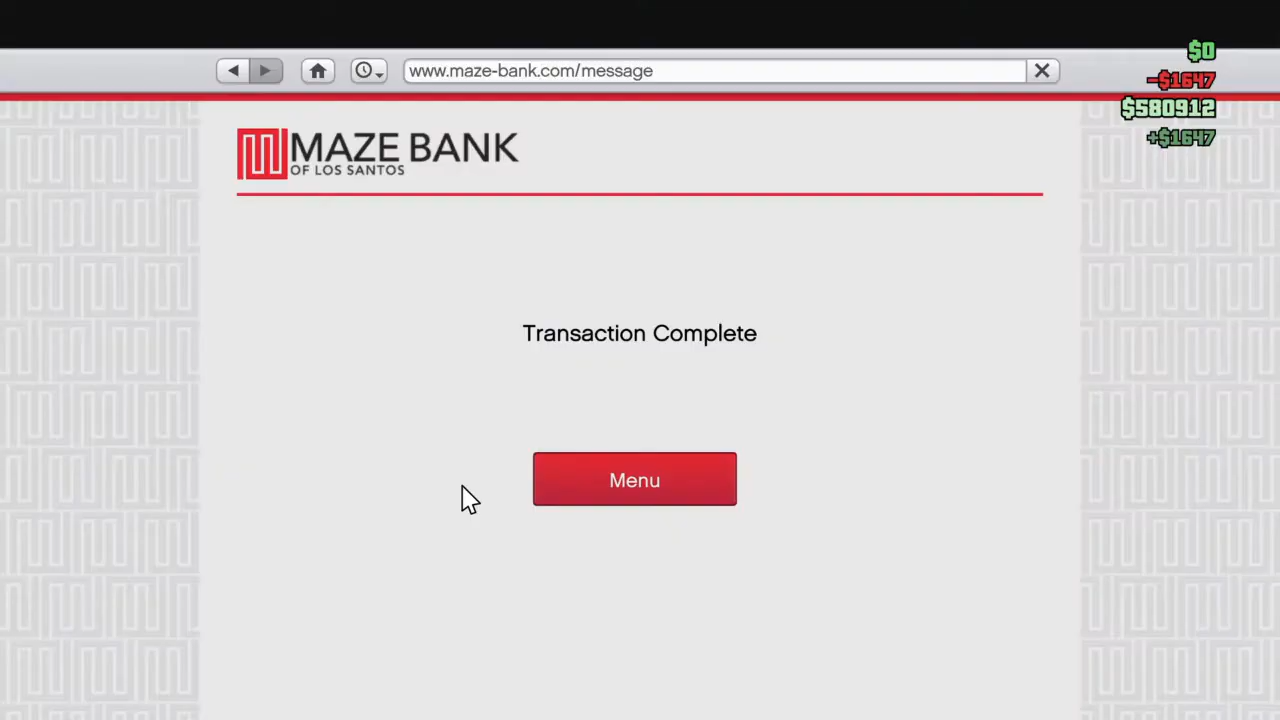 www.maze-bank.com/message
$0
-$1647
$580912
+$1647
MAZE BANK
OF LOS SANTOS
Transaction Complete
Menu